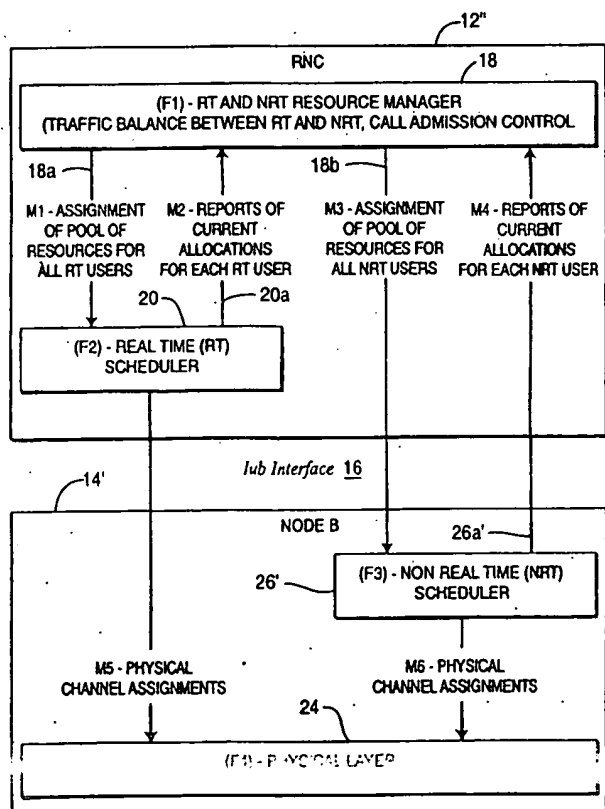 12"
RNC
18
(F1) - RT AND NRT RESOURCE MANAGER
(TRAFFIC BALANCE BETWEEN RT AND NRT, CALL ADMISSION CONTROL
18a
18b
M1 - ASSIGNMENT
OF POOL OF
RESOURCES FOR
ALL RT USERS
M2 - REPORTS OF
CURRENT
ALLOCATIONS
FOR EACH RT USER
M3 - ASSIGNMENT
OF POOL OF
RESOURCES FOR
ALL NRT USERS
M4 - REPORTS OF
CURRENT
ALLOCATIONS
FOR EACH NRT USER
20
20a
(F2) - REAL TIME (RT)
SCHEDULER
Iub Interface 16
14'
NODE B
26a'
26'
(F3) - NON REAL TIME (NRT)
SCHEDULER
M5 - PHYSICAL
CHANNEL ASSIGNMENTS
M6 - PHYSICAL
CHANNEL ASSIGNMENTS
24
(F4) - PHYSICAL LAYER